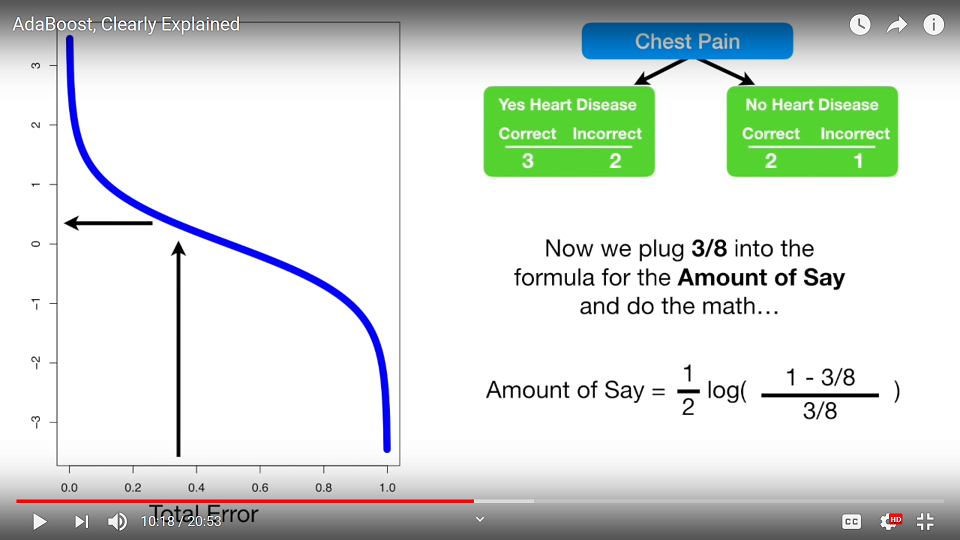 AdaBoost, Clearly Explained
3
2
1
0
-1
-2
-3
0.0 0.2 0.4 0.6 0.8 1.0
Total Error
Chest Pain
Yes Heart Disease
Correct Incorrect
3 2
No Heart Disease
Correct Incorrect
2 1
Now we plug 3/8 into the
formula for the Amount of Say
and do the math...
Amount of Say = 1/2 log( (1 - 3/8) / (3/8) )
10:18 / 20:53
CC
HD